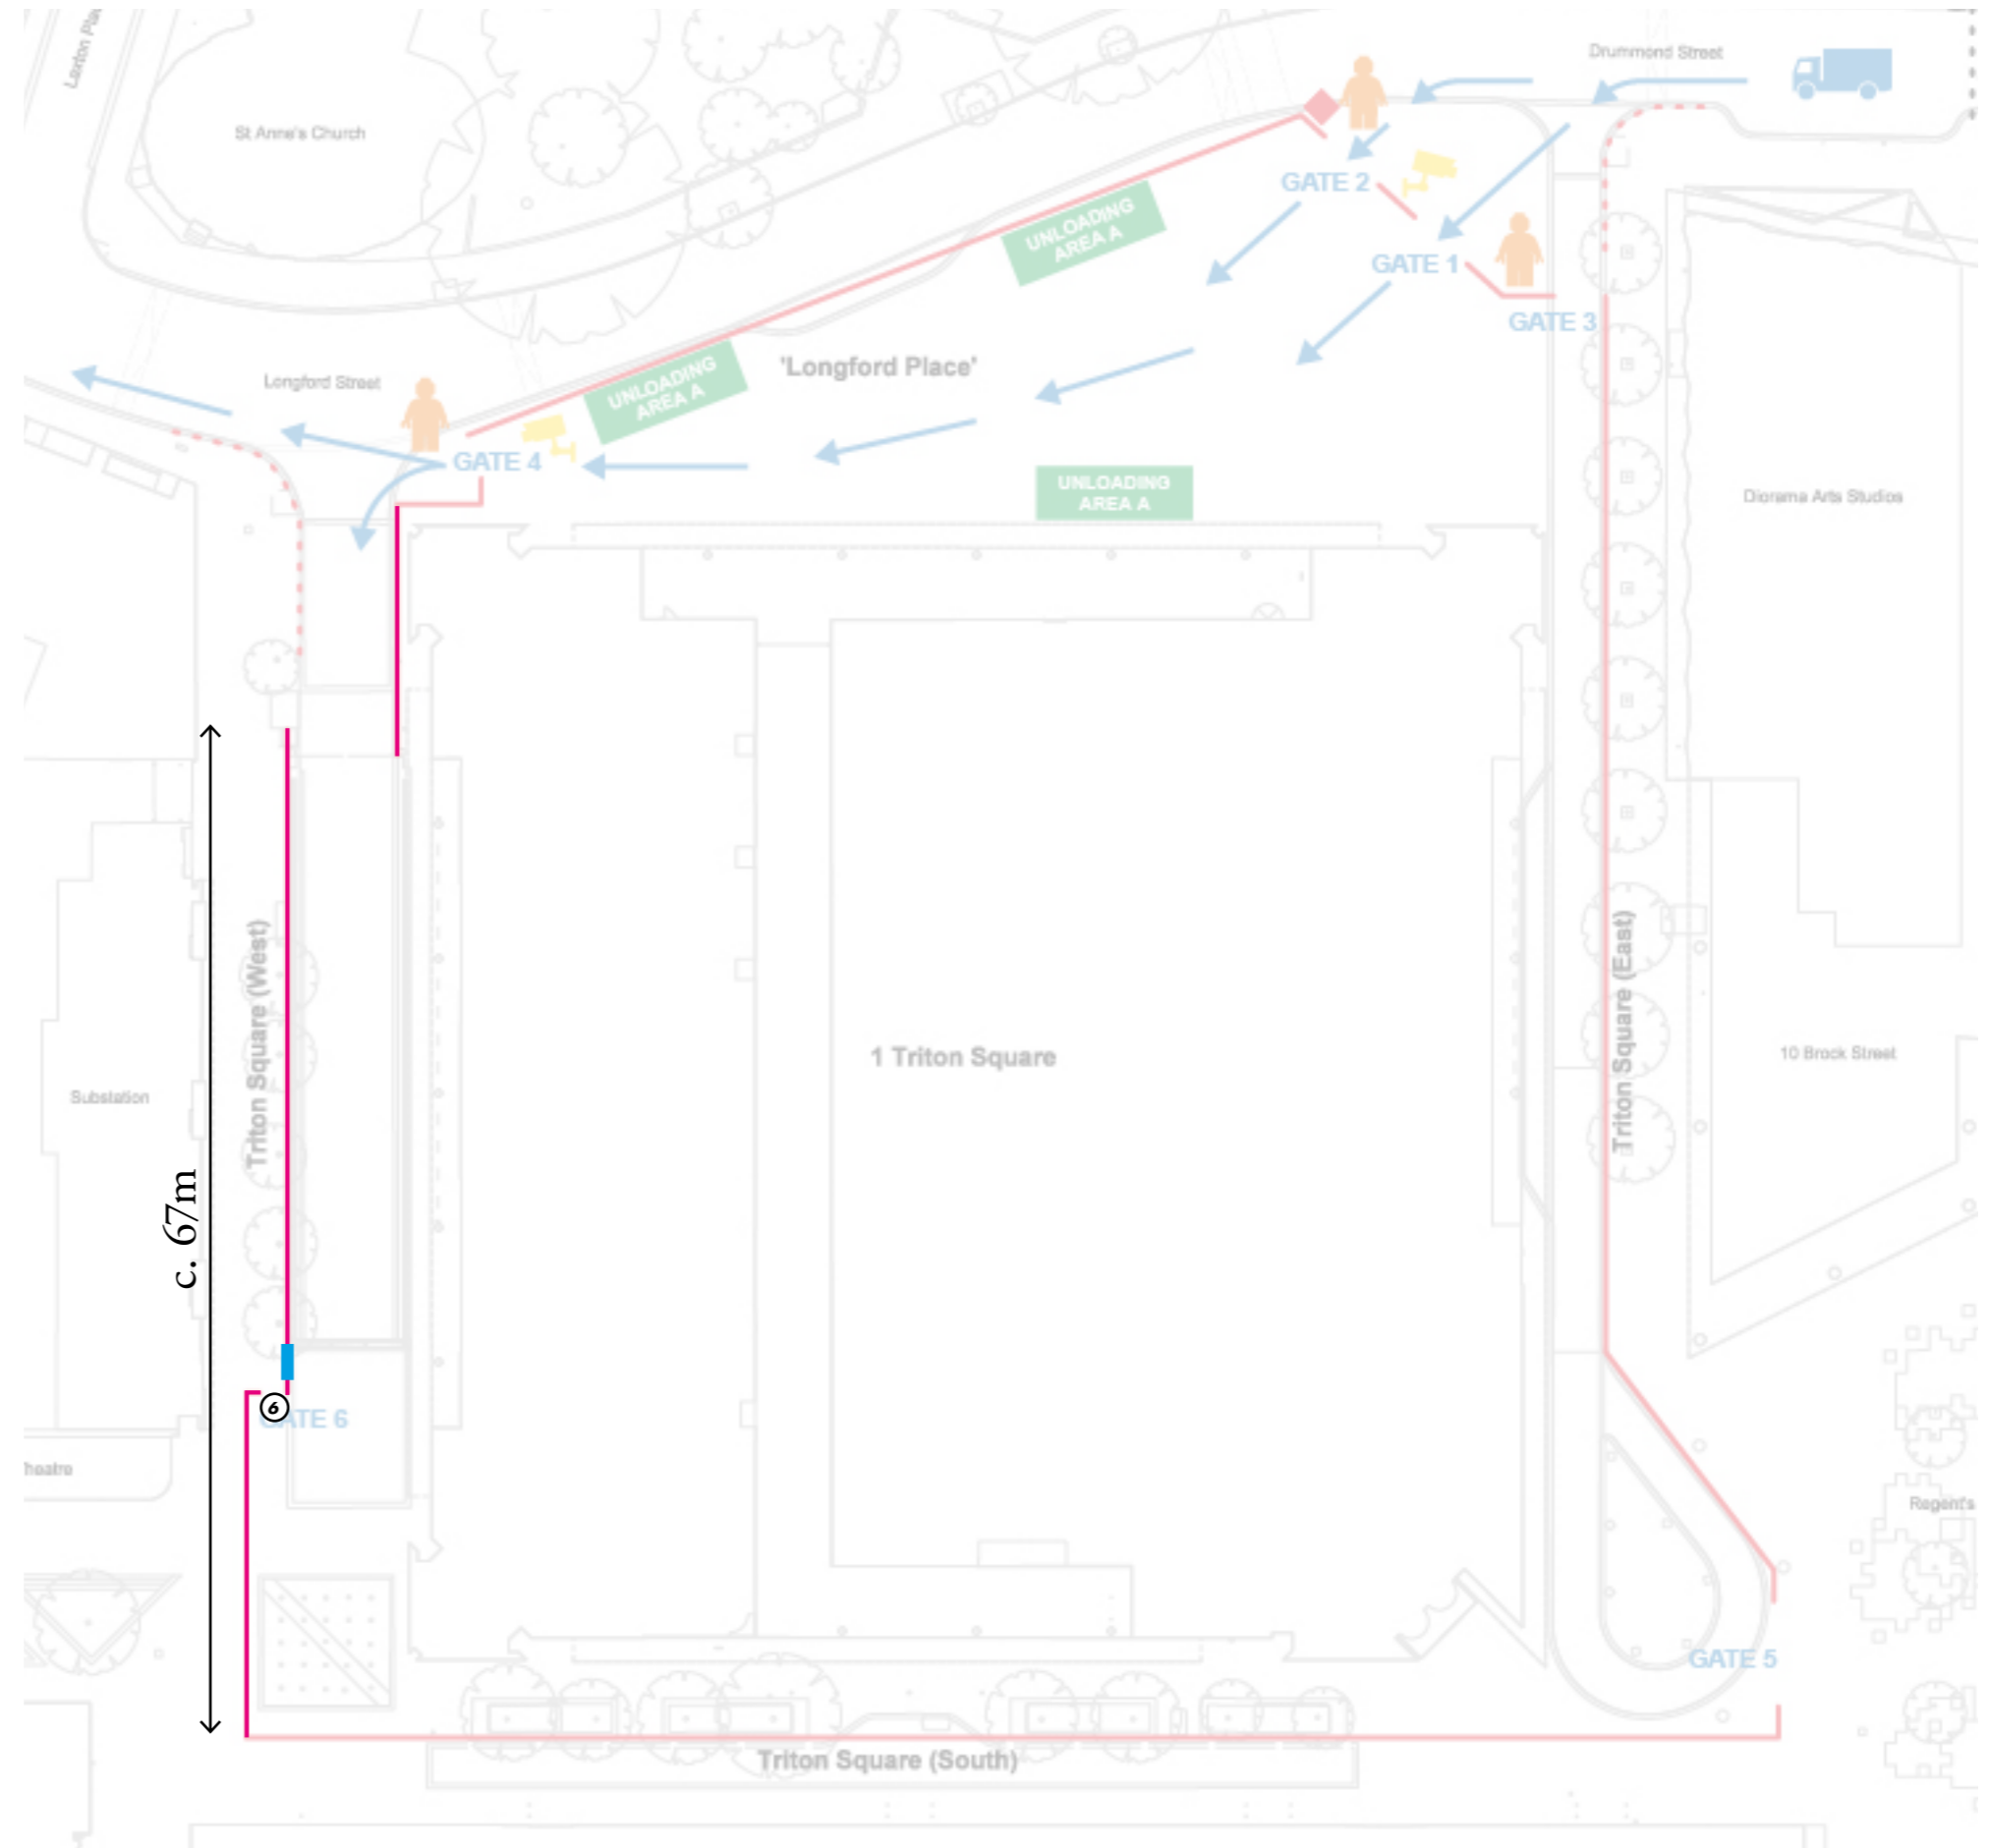 Drummond Street
St Anne's Church
GATE 2
UNLOADING
AREA A
GATE 1
GATE 3
'Longford Place'
Longford Street
UNLOADING
AREA A
GATE 4
UNLOADING
AREA A
Diorama Arts Studios
Triton Square (West)
Triton Square (East)
1 Triton Square
10 Brock Street
Substation
c. 67m
6
GATE 6
Theatre
Regent's
GATE 5
Triton Square (South)